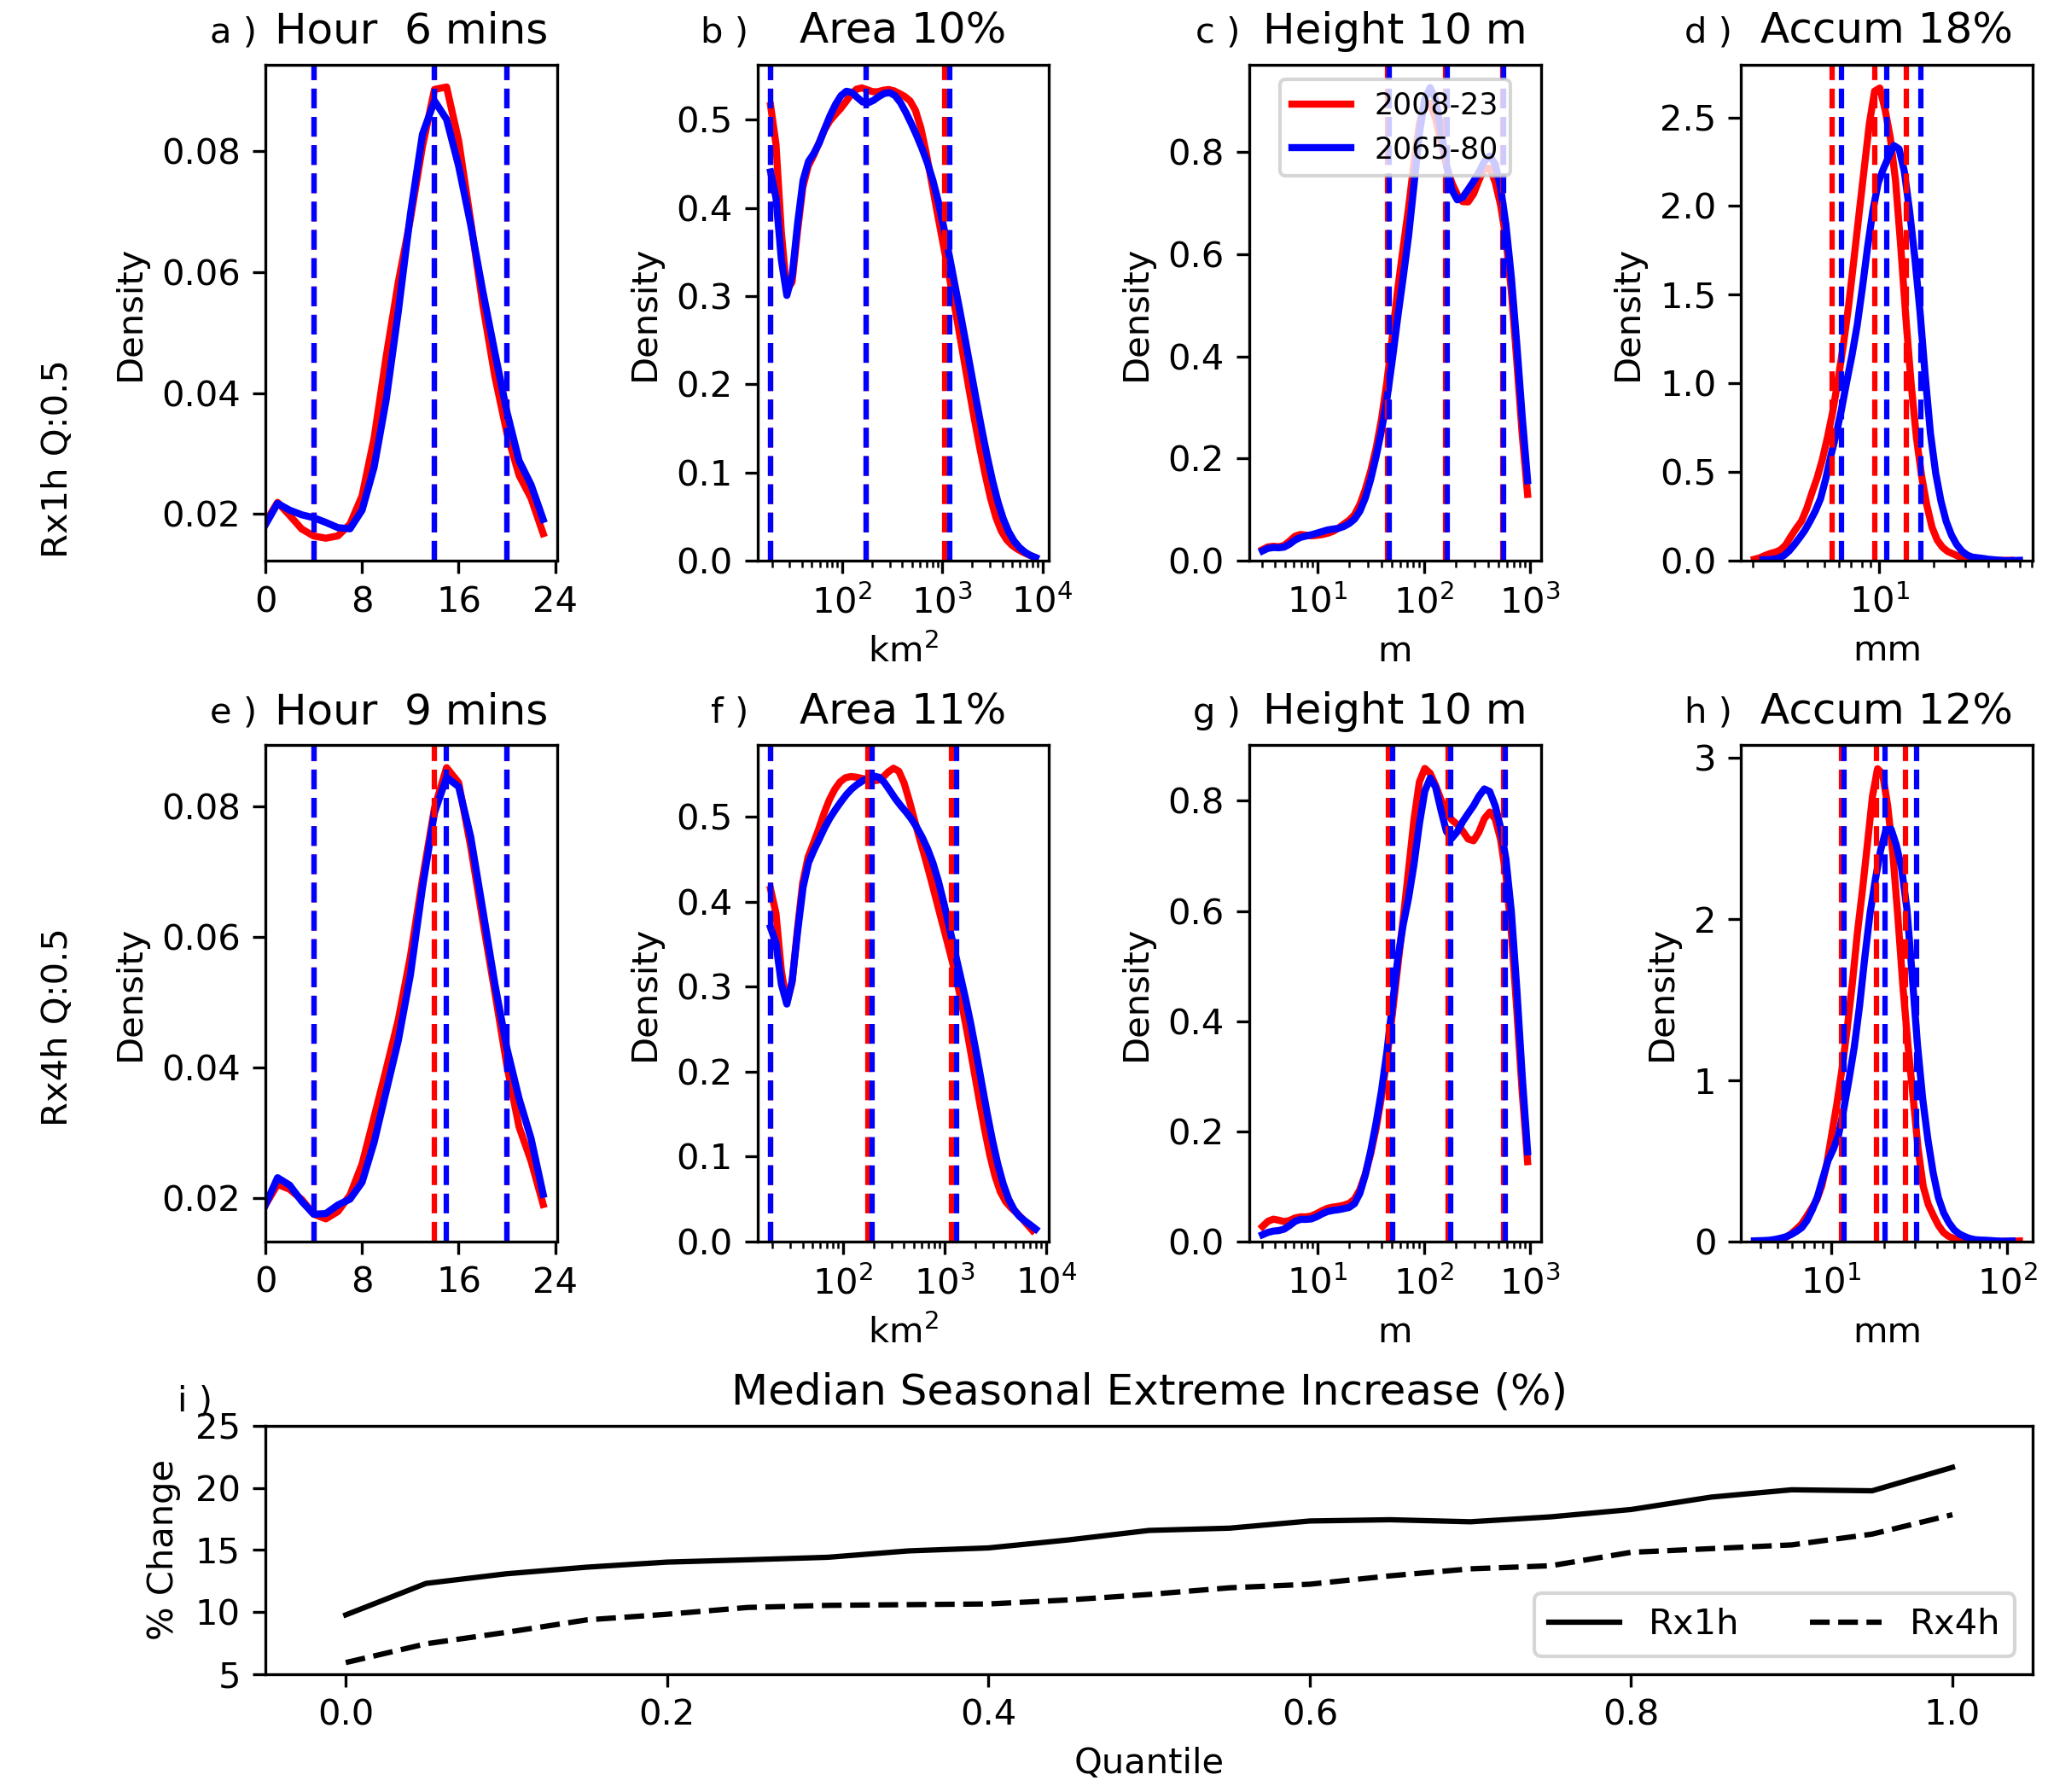 a ) Hour  6 mins
b ) Area 10%
c ) Height 10 m
d ) Accum 18%
Rx1h Q:0.5
Density
0.08
0.06
0.04
0.02
0 8 16 24
Density
0.5
0.4
0.3
0.2
0.1
0.0
10² 10³ 10⁴
km²
Density
0.8
0.6
0.4
0.2
0.0
2008-23
2065-80
10¹ 10² 10³
m
Density
2.5
2.0
1.5
1.0
0.5
0.0
10¹
mm
e ) Hour  9 mins
f ) Area 11%
g ) Height 10 m
h ) Accum 12%
Rx4h Q:0.5
Density
0.08
0.06
0.04
0.02
0 8 16 24
Density
0.5
0.4
0.3
0.2
0.1
0.0
10² 10³ 10⁴
km²
Density
0.8
0.6
0.4
0.2
0.0
10¹ 10² 10³
m
Density
3
2
1
0
10¹ 10²
mm
i ) Median Seasonal Extreme Increase (%)
% Change
25
20
15
10
5
Rx1h Rx4h
0.0 0.2 0.4 0.6 0.8 1.0
Quantile